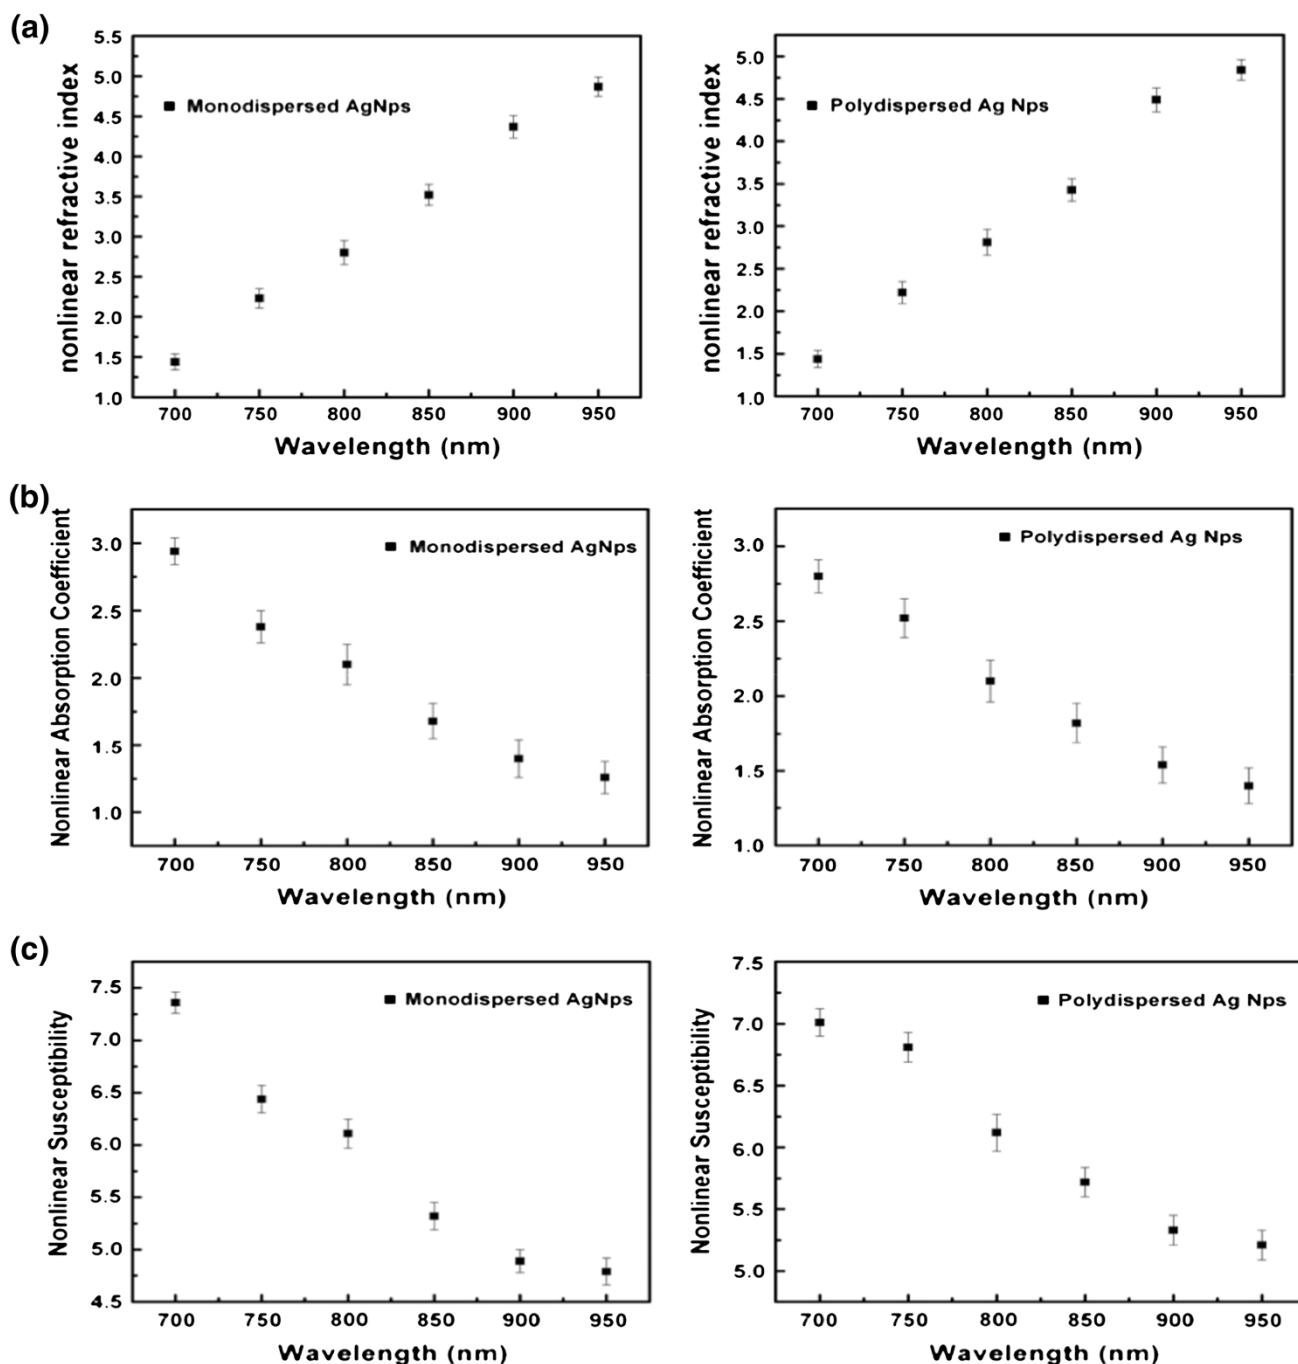 (a)
5.5
5.0
4.5
4.0
3.5
3.0
2.5
2.0
1.5
1.0
nonlinear refractive index
Monodispersed AgNps
700 750 800 850 900 950
Wavelength (nm)
5.0
4.5
4.0
3.5
3.0
2.5
2.0
1.5
1.0
nonlinear refractive index
Polydispersed Ag Nps
700 750 800 850 900 950
Wavelength (nm)
(b)
3.0
2.5
2.0
1.5
1.0
Nonlinear Absorption Coefficient
Monodispersed AgNps
700 750 800 850 900 950
Wavelength (nm)
3.0
2.5
2.0
1.5
1.0
Nonlinear Absorption Coefficient
Polydispersed Ag Nps
700 750 800 850 900 950
Wavelength (nm)
(c)
7.5
7.0
6.5
6.0
5.5
5.0
4.5
Nonlinear Susceptibility
Monodispersed AgNps
700 750 800 850 900 950
Wavelength (nm)
7.5
7.0
6.5
6.0
5.5
5.0
Nonlinear Susceptibility
Polydispersed Ag Nps
700 750 800 850 900 950
Wavelength (nm)